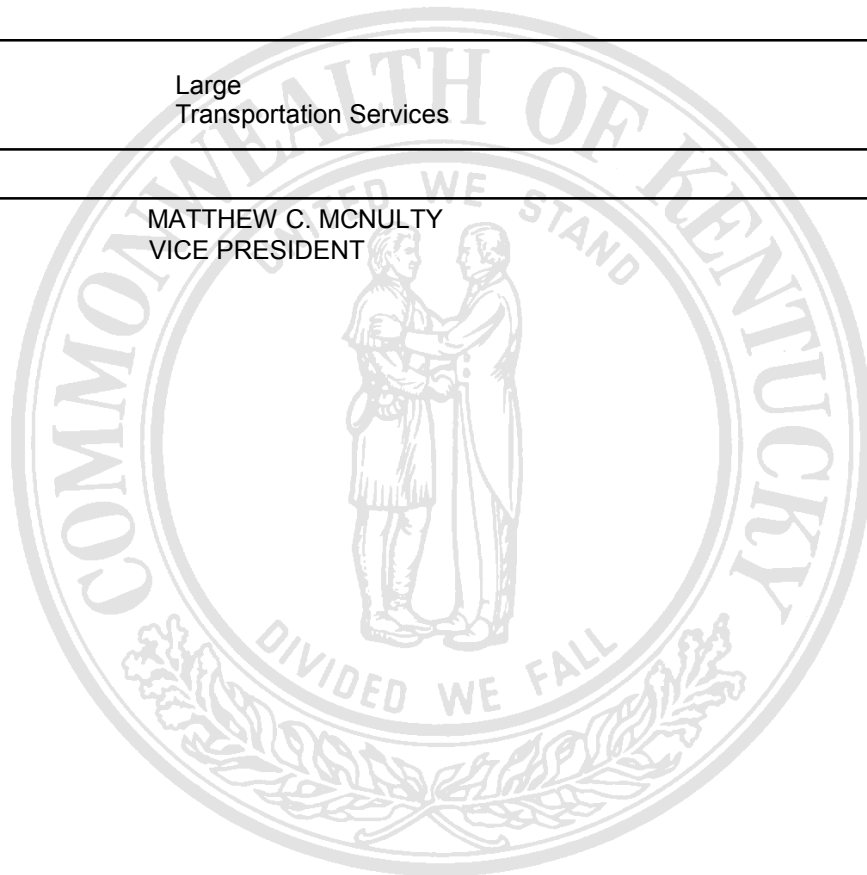 Large
Transportation Services
MATTHEW C. MCNULTY
VICE PRESIDENT
COMMONWEALTH OF KENTUCKY
UNITED WE STAND
DIVIDED WE FALL